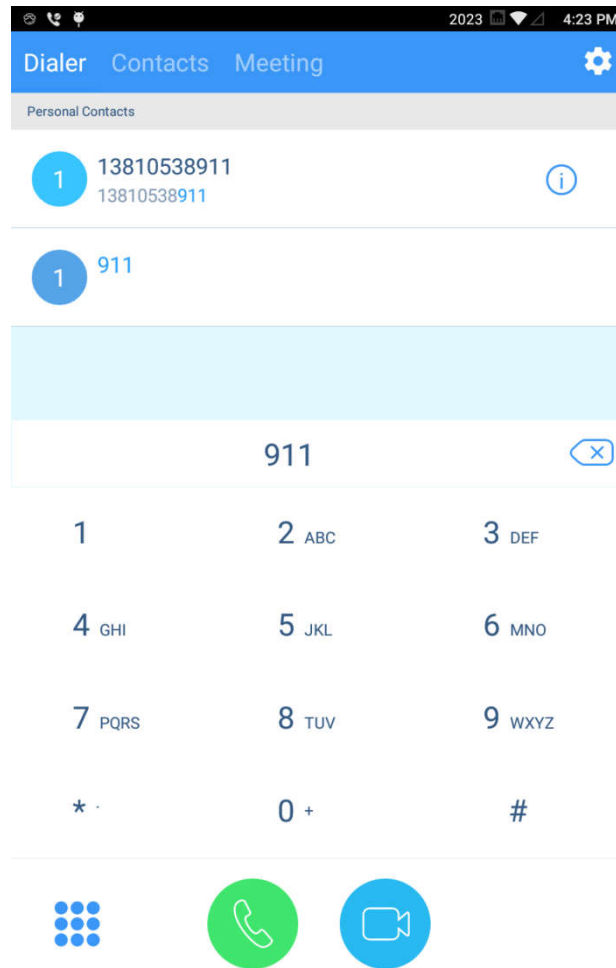 2023 4:23 PM
Dialer Contacts Meeting
Personal Contacts
1 13810538911
13810538911
1 911
911
1 2 ABC 3 DEF
4 GHI 5 JKL 6 MNO
7 PQRS 8 TUV 9 WXYZ
* . 0 + #